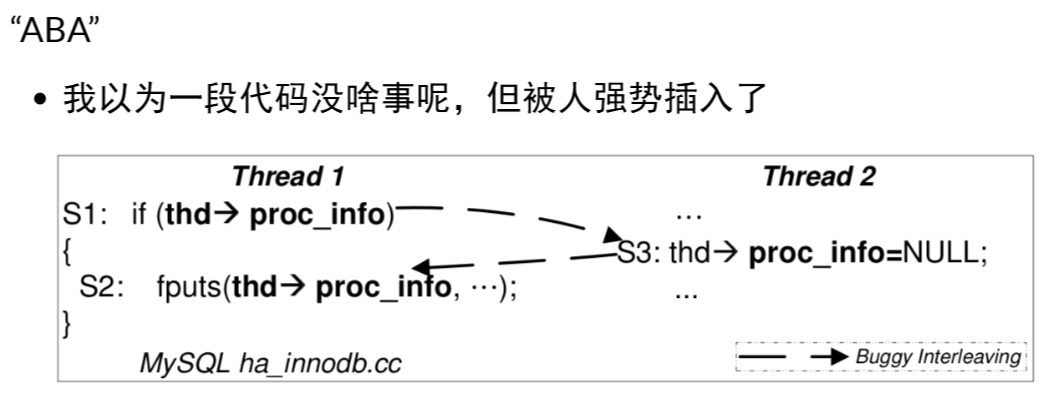 “ABA”
• 我以为一段代码没啥事呢，但被人强势插入了
Thread 1
Thread 2
S1: if (thd→ proc_info)
...
{
S3: thd→ proc_info=NULL;
S2: fputs(thd→ proc_info, ...);
...
}
MySQL ha_innodb.cc
Buggy Interleaving